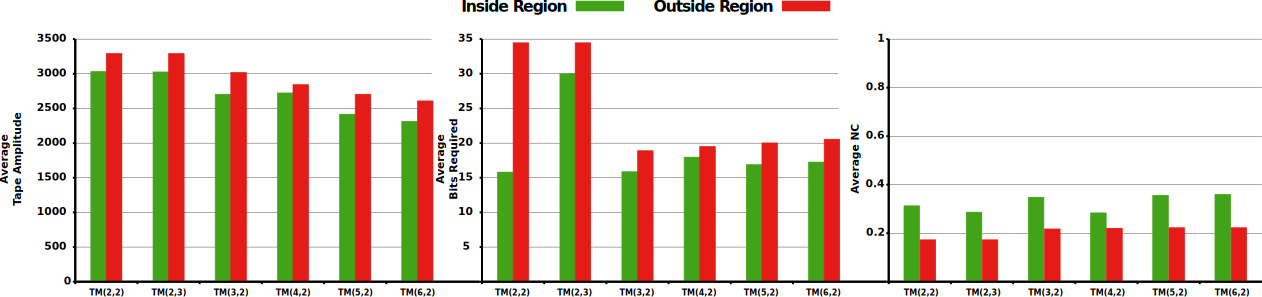 Inside Region
Outside Region
Average
Tape Amplitude
3500
3000
2500
2000
1500
1000
500
0
TM(2,2) TM(2,3) TM(3,2) TM(4,2) TM(5,2) TM(6,2)
Average
Bits Required
35
30
25
20
15
10
5
TM(2,2) TM(2,3) TM(3,2) TM(4,2) TM(5,2) TM(6,2)
Average NC
1
0.8
0.6
0.4
0.2
TM(2,2) TM(2,3) TM(3,2) TM(4,2) TM(5,2) TM(6,2)